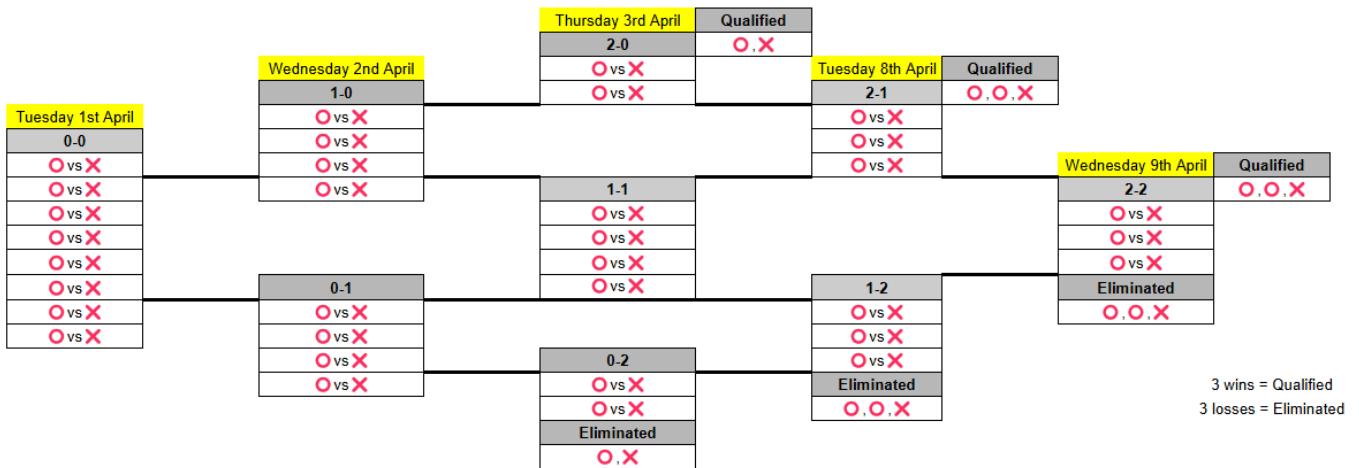 Tuesday 1st April
0-0
⭕ vs ❌
⭕ vs ❌
⭕ vs ❌
⭕ vs ❌
⭕ vs ❌
⭕ vs ❌
⭕ vs ❌
⭕ vs ❌
Wednesday 2nd April
1-0
⭕ vs ❌
⭕ vs ❌
⭕ vs ❌
⭕ vs ❌
0-1
⭕ vs ❌
⭕ vs ❌
⭕ vs ❌
⭕ vs ❌
Thursday 3rd April
2-0
⭕ vs ❌
⭕ vs ❌
Qualified
⭕, ❌
1-1
⭕ vs ❌
⭕ vs ❌
⭕ vs ❌
⭕ vs ❌
0-2
⭕ vs ❌
⭕ vs ❌
Eliminated
⭕, ❌
Tuesday 8th April
2-1
⭕ vs ❌
⭕ vs ❌
⭕ vs ❌
Qualified
⭕, ⭕, ❌
1-2
⭕ vs ❌
⭕ vs ❌
⭕ vs ❌
Eliminated
⭕, ⭕, ❌
Wednesday 9th April
2-2
⭕ vs ❌
⭕ vs ❌
⭕ vs ❌
Eliminated
⭕, ⭕, ❌
Qualified
⭕, ⭕, ❌
3 wins = Qualified
3 losses = Eliminated